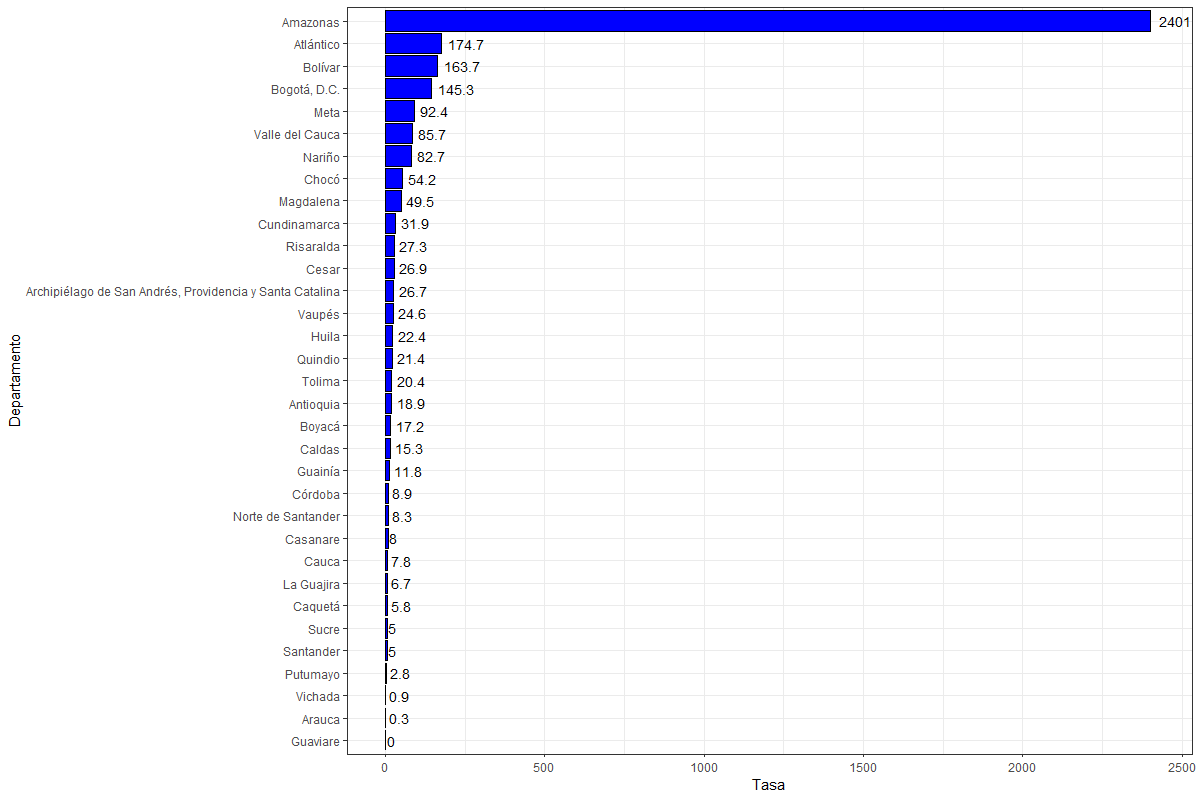 Departamento
Amazonas 2401
Atlántico 174.7
Bolívar 163.7
Bogotá, D.C. 145.3
Meta 92.4
Valle del Cauca 85.7
Nariño 82.7
Chocó 54.2
Magdalena 49.5
Cundinamarca 31.9
Risaralda 27.3
Cesar 26.9
Archipiélago de San Andrés, Providencia y Santa Catalina 26.7
Vaupés 24.6
Huila 22.4
Quindio 21.4
Tolima 20.4
Antioquia 18.9
Boyacá 17.2
Caldas 15.3
Guainía 11.8
Córdoba 8.9
Norte de Santander 8.3
Casanare 8
Cauca 7.8
La Guajira 6.7
Caquetá 5.8
Sucre 5
Santander 5
Putumayo 2.8
Vichada 0.9
Arauca 0.3
Guaviare 0
0 500 1000 1500 2000 2500
Tasa